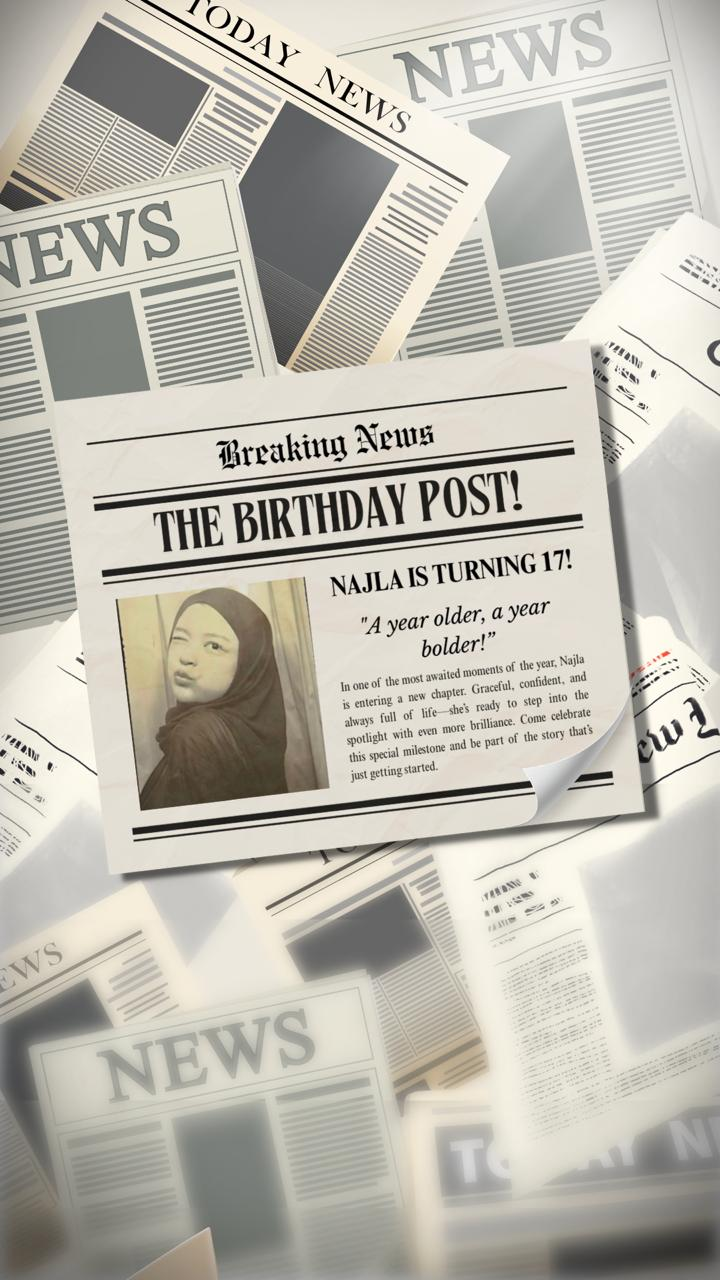 TODAY NEWS
NEWS
NEWS
Breaking News
THE BIRTHDAY POST!
NAJLA IS TURNING 17!
"A year older, a year
bolder!”
In one of the most awaited moments of the year, Najla
is entering a new chapter. Graceful, confident, and
always full of life—she's ready to step into the
spotlight with even more brilliance. Come celebrate
this special milestone and be part of the story that's
just getting started.
NEWS